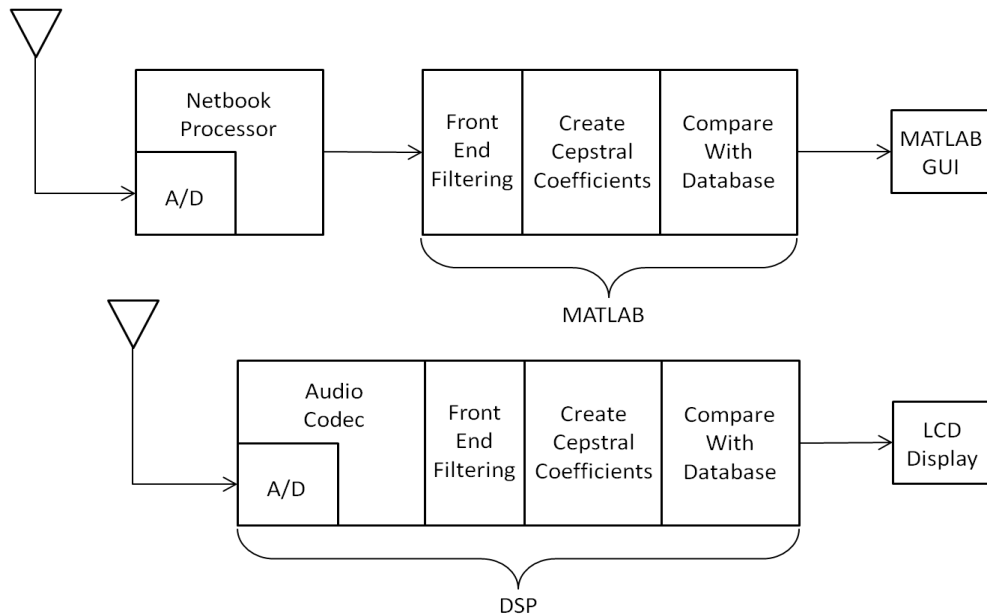 Netbook
Processor
A/D
Front
End
Filtering
Create
Cepstral
Coefficients
Compare
With
Database
MATLAB
GUI
MATLAB
Audio
Codec
A/D
Front
End
Filtering
Create
Cepstral
Coefficients
Compare
With
Database
LCD
Display
DSP